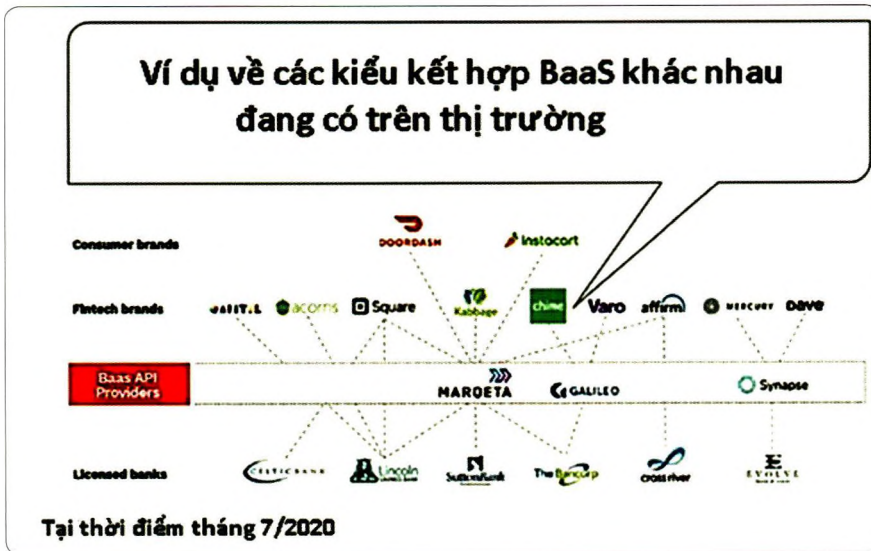 Ví dụ về các kiểu kết hợp BaaS khác nhau
đang có trên thị trường
Consumer brands
DOORDASH
instacart
Fintech brands
acorns
Square
Kabbage
chime
Varo
affirm
MERCURY
Dave
Baas API
Providers
MARQETA
GALILEO
Synapse
Licensed banks
CELTIC BANK
Lincoln
SuttonBank
The Bancorp
cross river
EVOLVE
Tại thời điểm tháng 7/2020